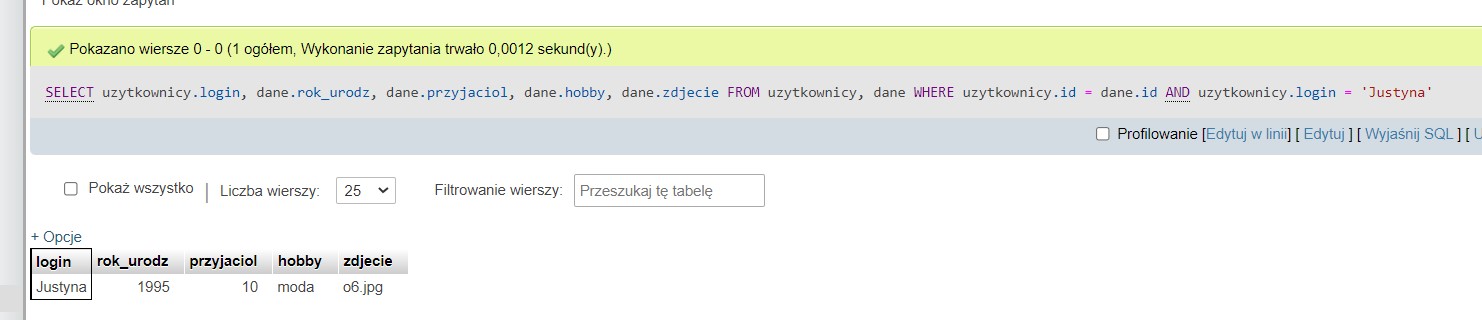 Pokaż okno zapytań
Pokazano wiersze 0 - 0 (1 ogółem, Wykonanie zapytania trwało 0,0012 sekund(y).)
SELECT uzytkownicy.login, dane.rok_urodz, dane.przyjaciol, dane.hobby, dane.zdjecie FROM uzytkownicy, dane WHERE uzytkownicy.id = dane.id AND uzytkownicy.login = 'Justyna'
Profilowanie [Edytuj w linii] [ Edytuj ] [ Wyjaśnij SQL ] [ U
Pokaż wszystko | Liczba wierszy: 25 Filtrowanie wierszy: Przeszukaj tę tabelę
+ Opcje
login rok_urodz przyjaciol hobby zdjecie
Justyna 1995 10 moda o6.jpg